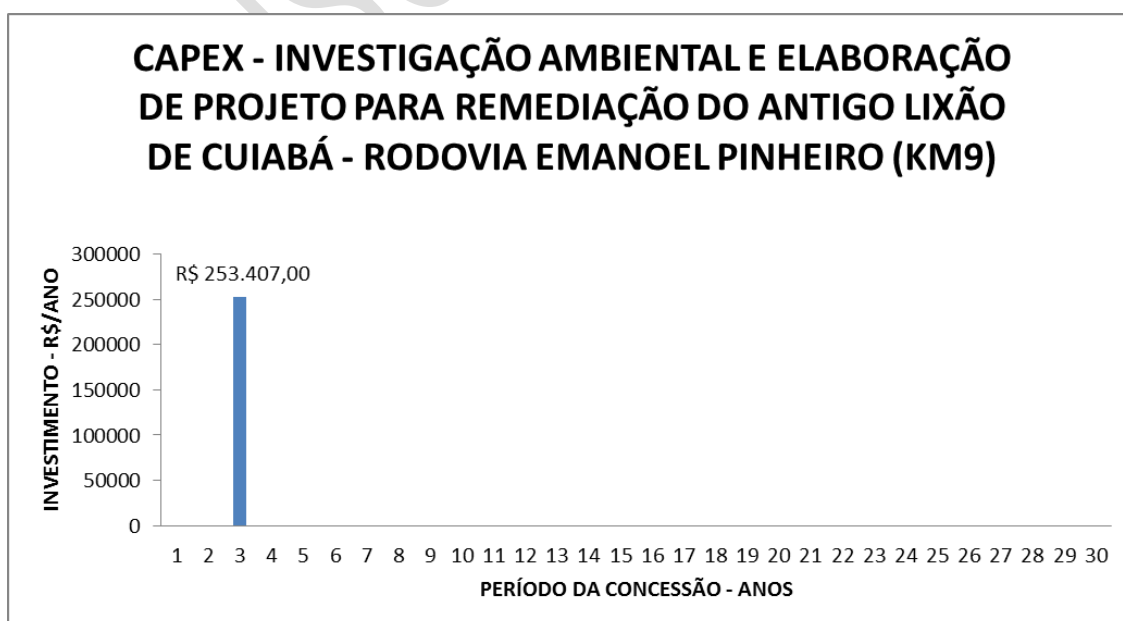 CAPEX - INVESTIGAÇÃO AMBIENTAL E ELABORAÇÃO
DE PROJETO PARA REMEDIAÇÃO DO ANTIGO LIXÃO
DE CUIABÁ - RODOVIA EMANOEL PINHEIRO (KM9)
INVESTIMENTO - R$/ANO
300000
250000
200000
150000
100000
50000
0
R$ 253.407,00
1 2 3 4 5 6 7 8 9 10 11 12 13 14 15 16 17 18 19 20 21 22 23 24 25 26 27 28 29 30
PERÍODO DA CONCESSÃO - ANOS